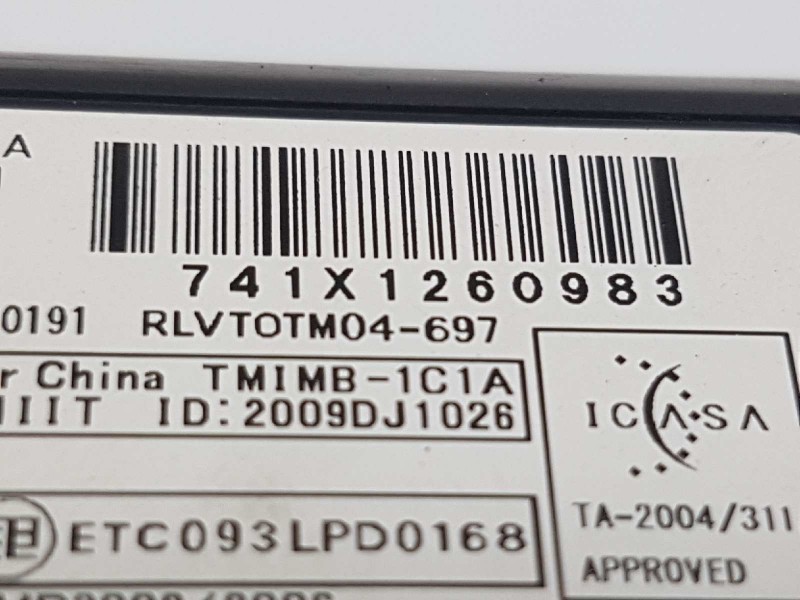 A
741X1260983
0191 RLVTOTM04-697
r China TMIMB-1C1A
IIIT ID:2009DJ1026
ICASA
TA-2004/311
APPROVED
ETC093LPD0168